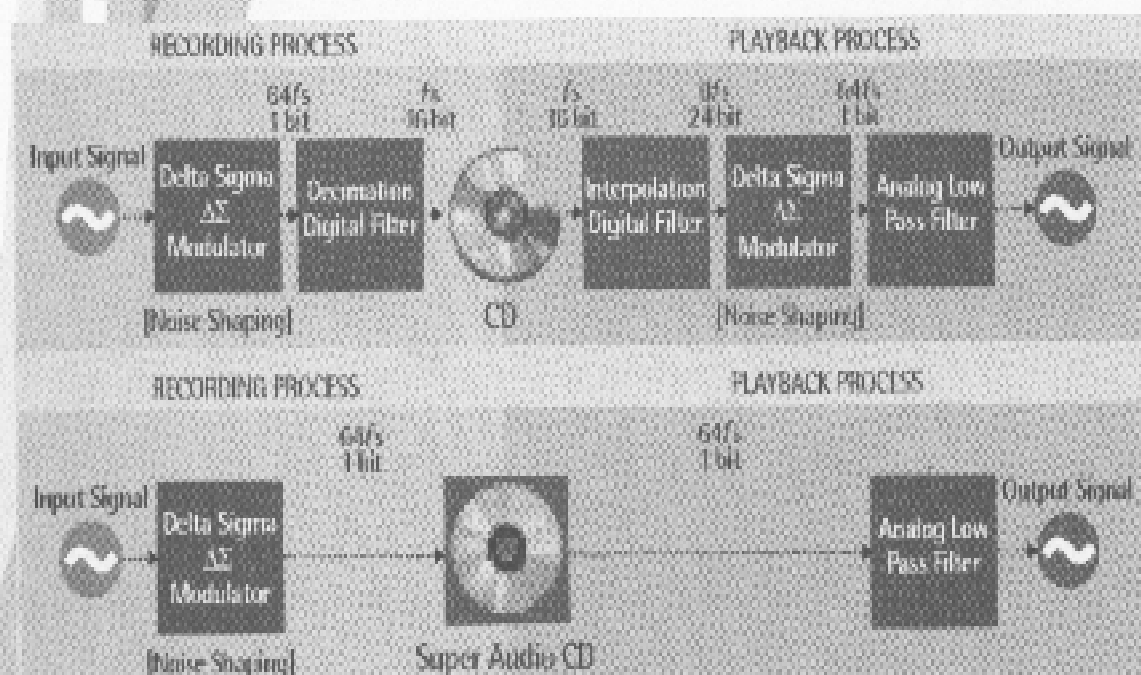 RECORDING PROCESS
PLAYBACK PROCESS
64fs
1 bit
fs
16 bit
fs
16 bit
24 bit
64fs
1 bit
Input Signal
Delta Sigma
ΔΣ
Modulator
Decimation
Digital Filter
Interpolation
Digital Filter
Delta Sigma
ΔΣ
Modulator
Analog Low
Pass Filter
Output Signal
[Noise Shaping]
CD
[Noise Shaping]
RECORDING PROCESS
PLAYBACK PROCESS
64fs
1 bit
64fs
1 bit
Input Signal
Delta Sigma
ΔΣ
Modulator
Analog Low
Pass Filter
Output Signal
[Noise Shaping]
Super Audio CD